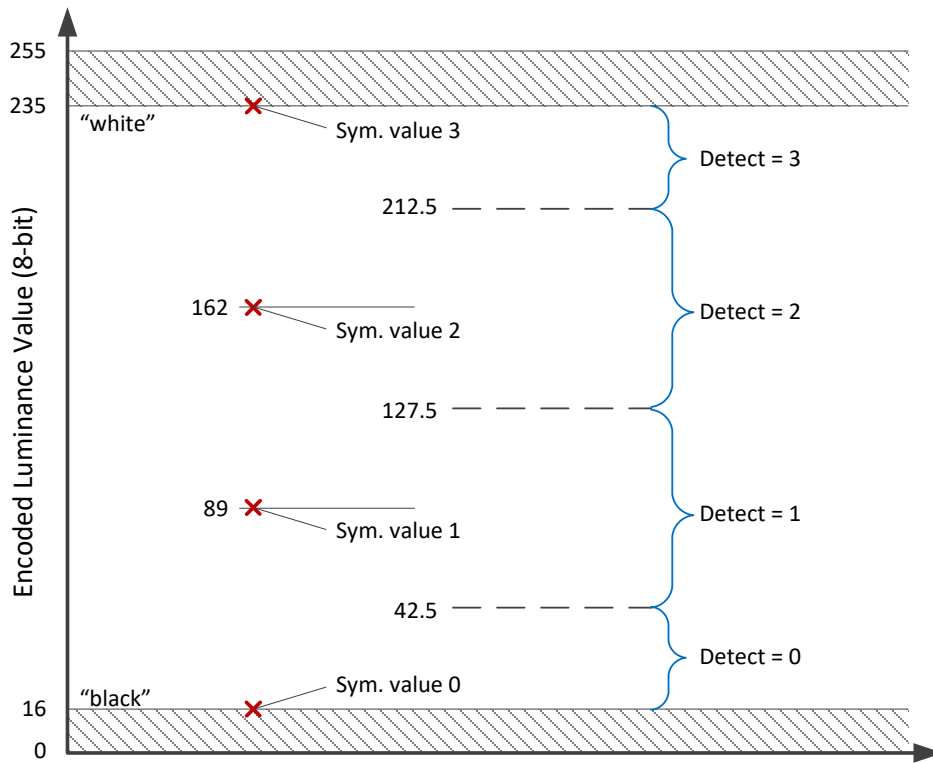 255
235
“white”
Sym. value 3
Detect = 3
212.5
162
Sym. value 2
Detect = 2
127.5
89
Sym. value 1
Detect = 1
42.5
Detect = 0
Sym. value 0
“black”
16
0
Encoded Luminance Value (8-bit)